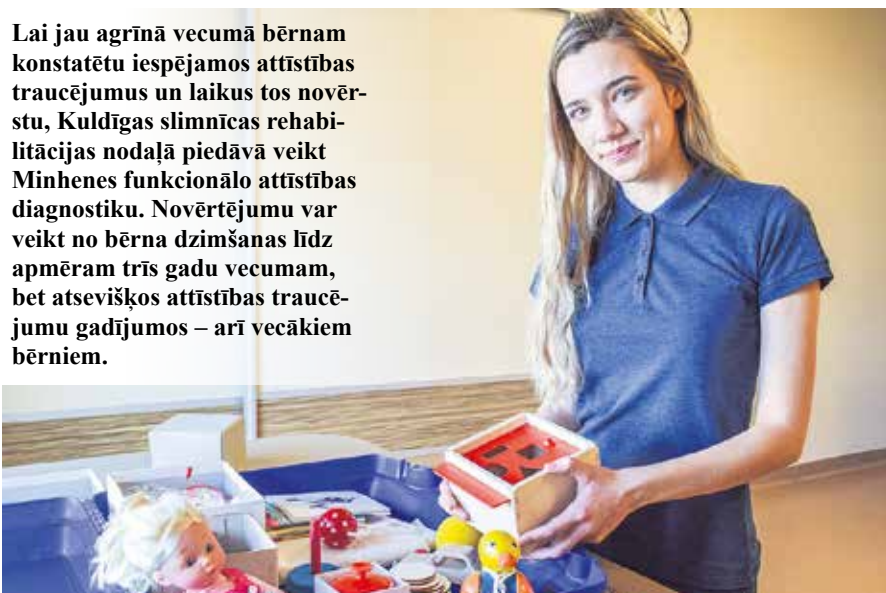 Lai jau agrīnā vecumā bērnam
konstatētu iespējamos attīstības
traucējumus un laikus tos novēr-
stu, Kuldīgas slimnīcas rehabi-
litācijas nodaļā piedāvā veikt
Minhenes funkcionālo attīstības
diagnostiku. Novērtējumu var
veikt no bērna dzimšanas līdz
apmēram trīs gadu vecumam,
bet atsevišķos attīstības traucē-
jumu gadījumos – arī vecākiem
bērniem.